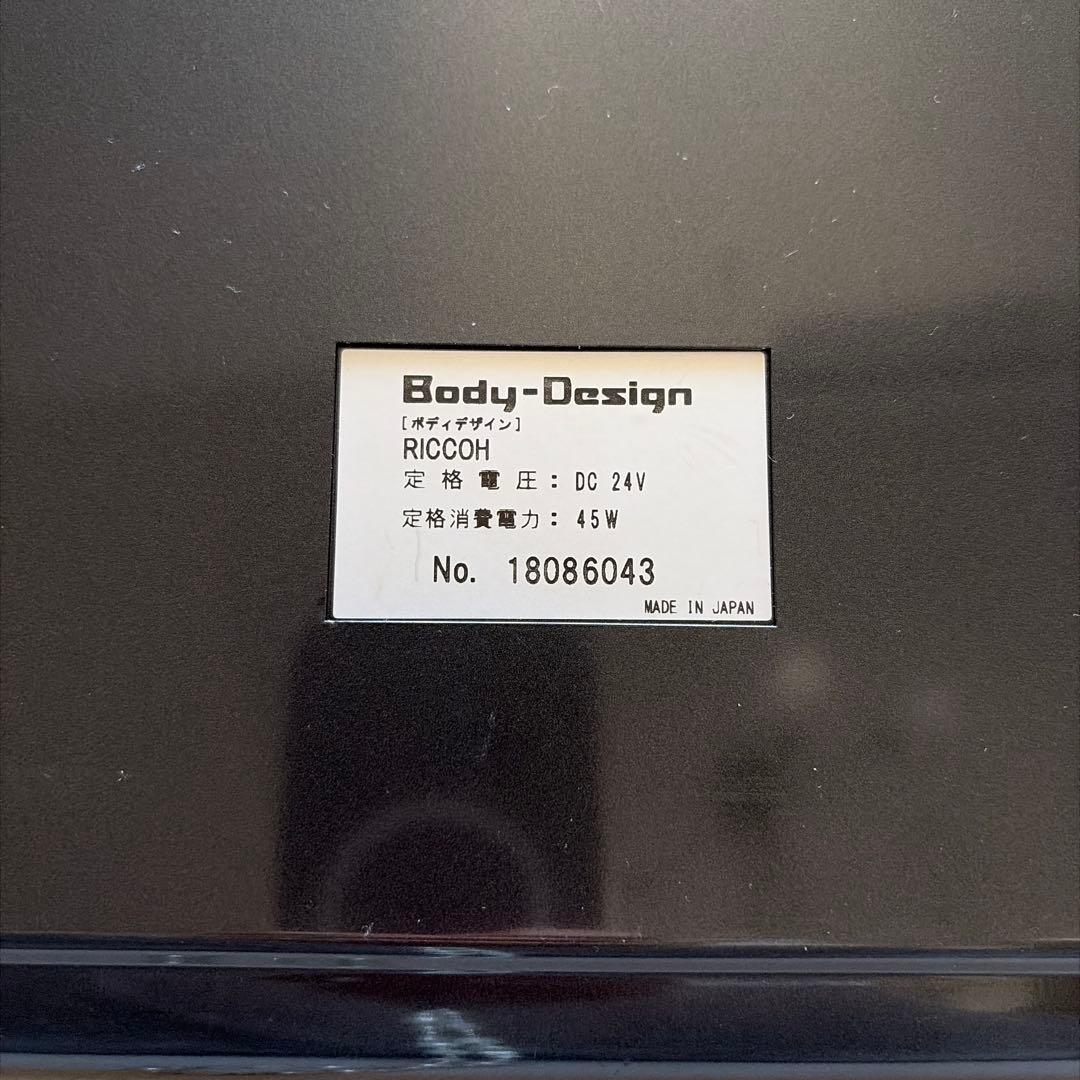 Body-Design
[ボディデザイン]
RICCOH
定格電圧: DC 24V
定格消費電力: 45W
No. 18086043
MADE IN JAPAN